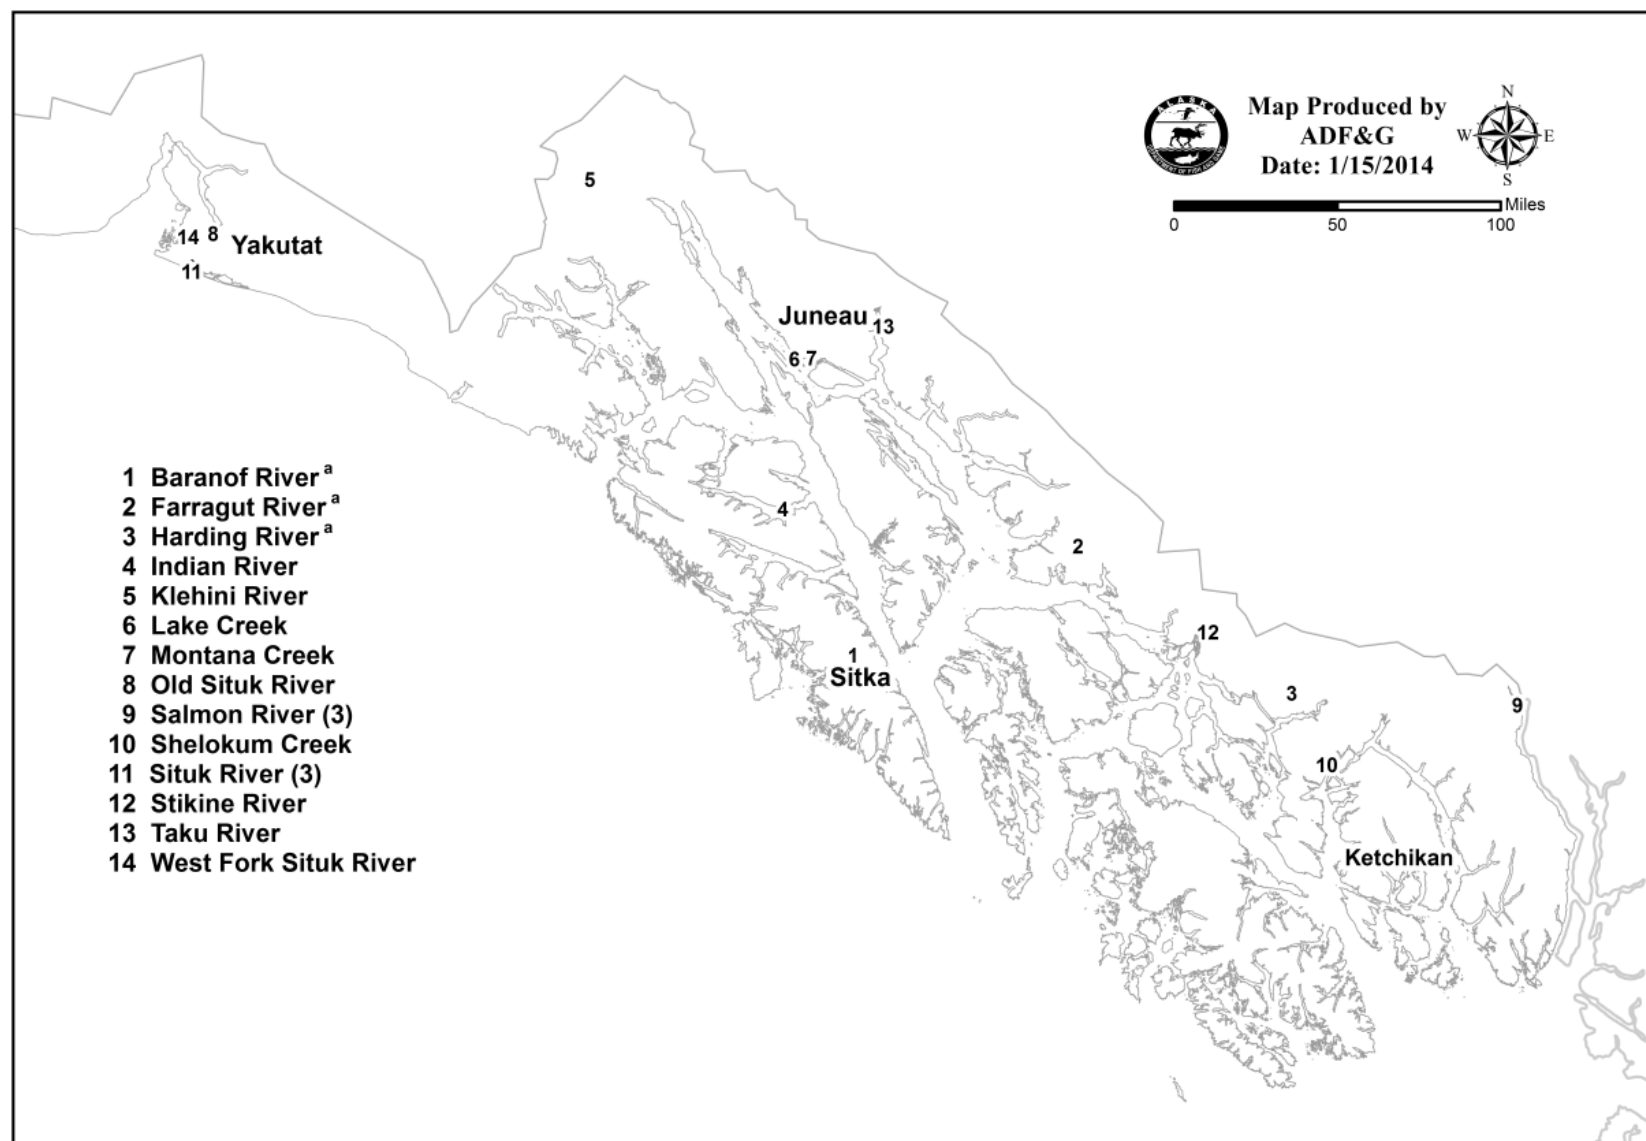 Map Produced by
ADF&G
Date: 1/15/2014
ALASKA
N
W E
S
Miles
0 50 100
5
14 8 Yakutat
11
Juneau 13
6 7
4
2
1
Sitka
12
3
9
10
Ketchikan
1 Baranof River a
2 Farragut River a
3 Harding River a
4 Indian River
5 Klehini River
6 Lake Creek
7 Montana Creek
8 Old Situk River
9 Salmon River (3)
10 Shelokum Creek
11 Situk River (3)
12 Stikine River
13 Taku River
14 West Fork Situk River